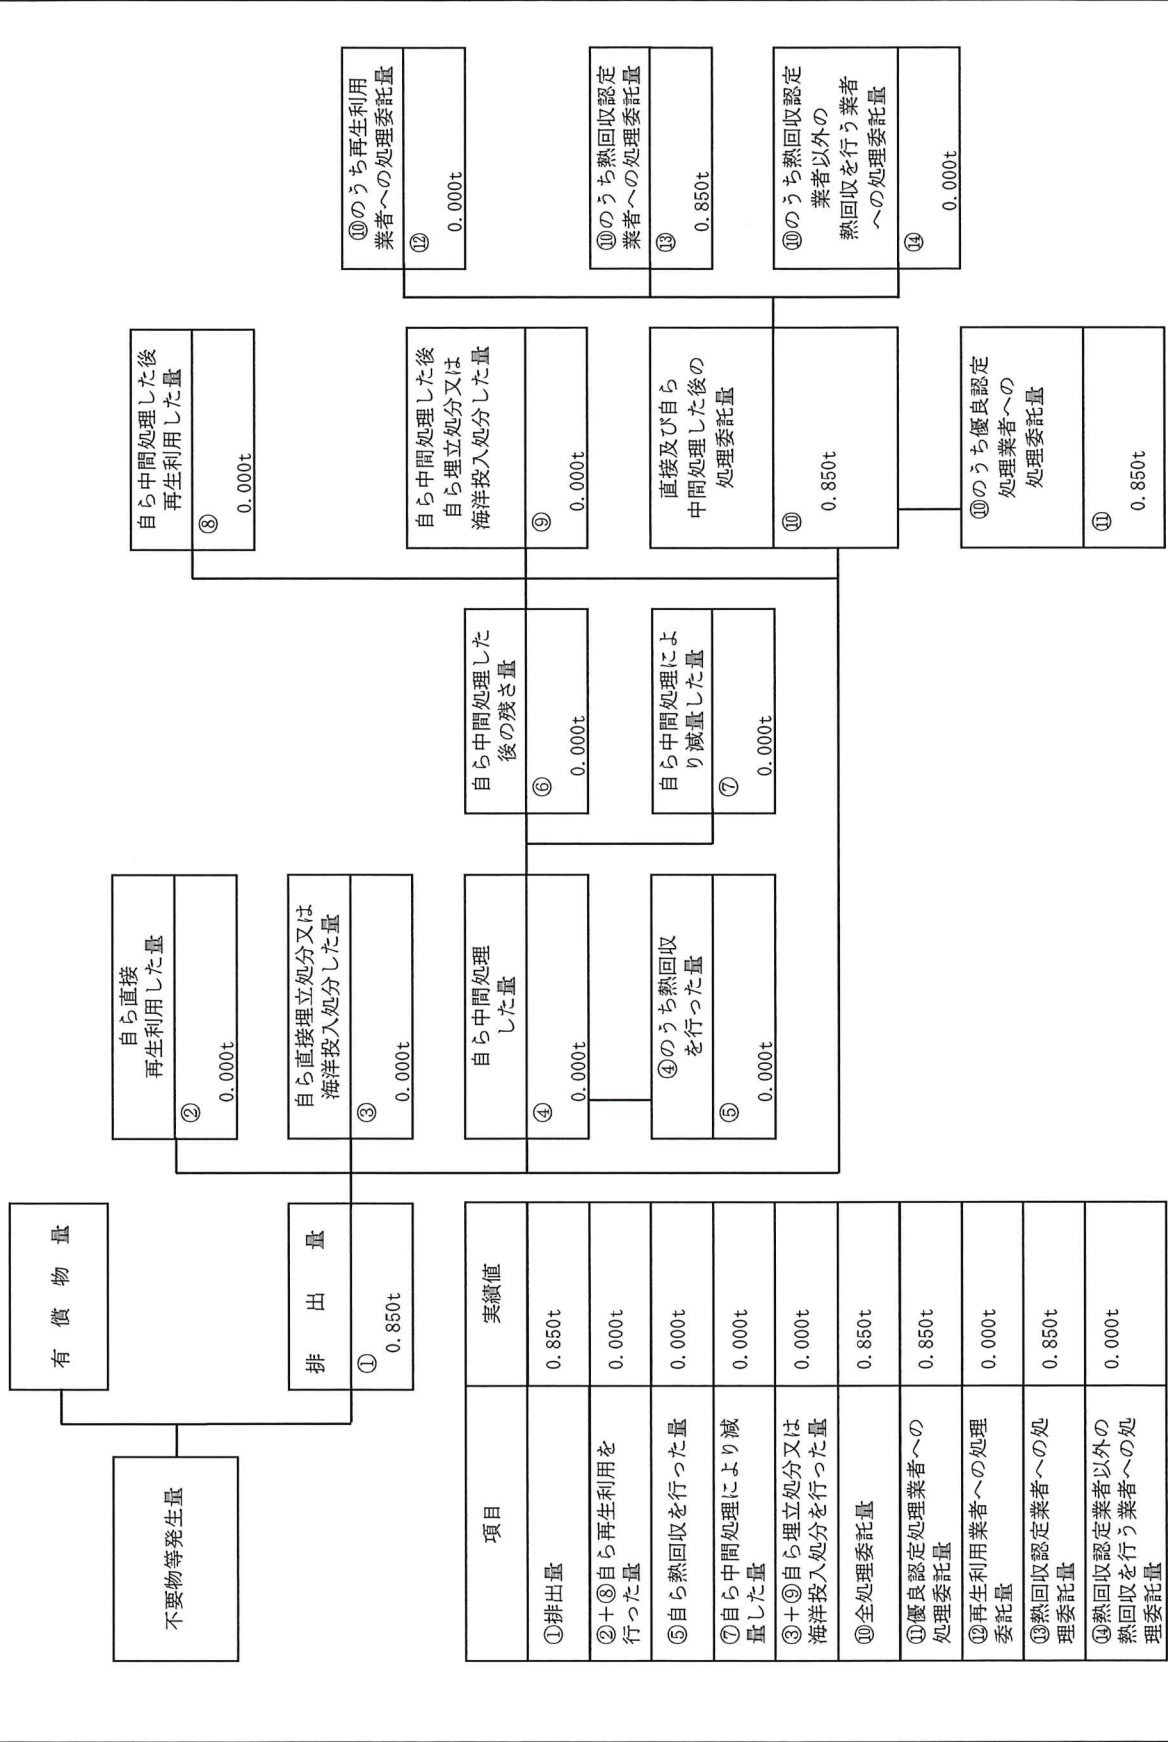 不要物等発生量
有償物量
排出量
①
0.850t
自ら直接
再生利用した量
②
0.000t
自ら直接埋立処分又は
海洋投入処分した量
③
0.000t
自ら中間処理
した量
④
0.000t
④のうち熱回収
を行った量
⑤
0.000t
自ら中間処理した
後の残さ量
⑥
0.000t
自ら中間処理によ
り減量した量
⑦
0.000t
自ら中間処理した後
再生利用した量
⑧
0.000t
自ら中間処理した後
自ら埋立処分又は
海洋投入処分した量
⑨
0.000t
直接及び自ら
中間処理した後の
処理委託量
⑩
0.850t
⑩のうち優良認定
処理業者への
処理委託量
⑪
0.850t
⑩のうち再生利用
業者への処理委託量
⑫
0.000t
⑩のうち熱回収認定
業者への処理委託量
⑬
0.850t
⑩のうち熱回収認定
業者以外の
熱回収を行う業者
への処理委託量
⑭
0.000t
項目 実績値
①排出量 0.850t
②+⑧自ら再生利用を
行った量 0.000t
⑤自ら熱回収を行った量 0.000t
⑦自ら中間処理により減
量した量 0.000t
③+⑨自ら埋立処分又は
海洋投入処分を行った量 0.000t
⑩全処理委託量 0.850t
⑪優良認定処理業者への
処理委託量 0.850t
⑫再生利用業者への処理
委託量 0.000t
⑬熱回収認定業者への処
理委託量 0.850t
⑭熱回収認定業者以外の
熱回収を行う業者への処
理委託量 0.000t